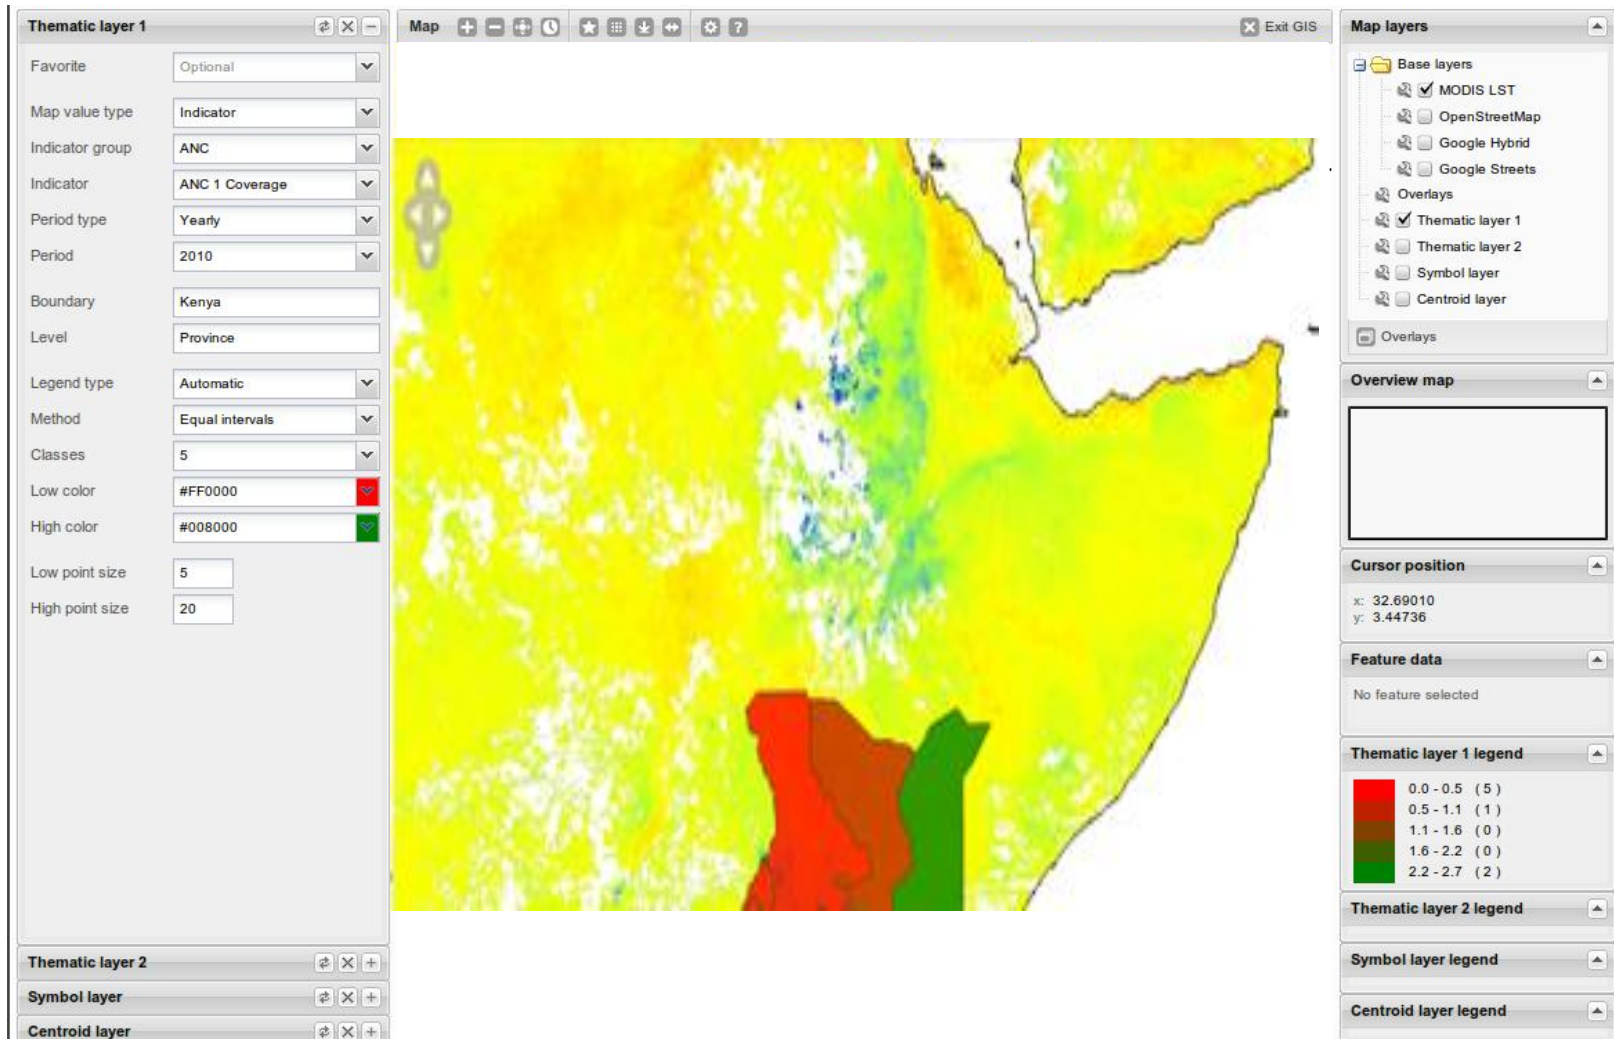 Thematic layer 1
Favorite Optional
Map value type Indicator
Indicator group ANC
Indicator ANC 1 Coverage
Period type Yearly
Period 2010
Boundary Kenya
Level Province
Legend type Automatic
Method Equal intervals
Classes 5
Low color #FF0000
High color #008000
Low point size 5
High point size 20
Thematic layer 2
Symbol layer
Centroid layer
Map Exit GIS
Map layers
Base layers
MODIS LST
OpenStreetMap
Google Hybrid
Google Streets
Overlays
Thematic layer 1
Thematic layer 2
Symbol layer
Centroid layer
Overlays
Overview map
Cursor position
x: 32.69010
y: 3.44736
Feature data
No feature selected
Thematic layer 1 legend
0.0 - 0.5 ( 5 )
0.5 - 1.1 ( 1 )
1.1 - 1.6 ( 0 )
1.6 - 2.2 ( 0 )
2.2 - 2.7 ( 2 )
Thematic layer 2 legend
Symbol layer legend
Centroid layer legend